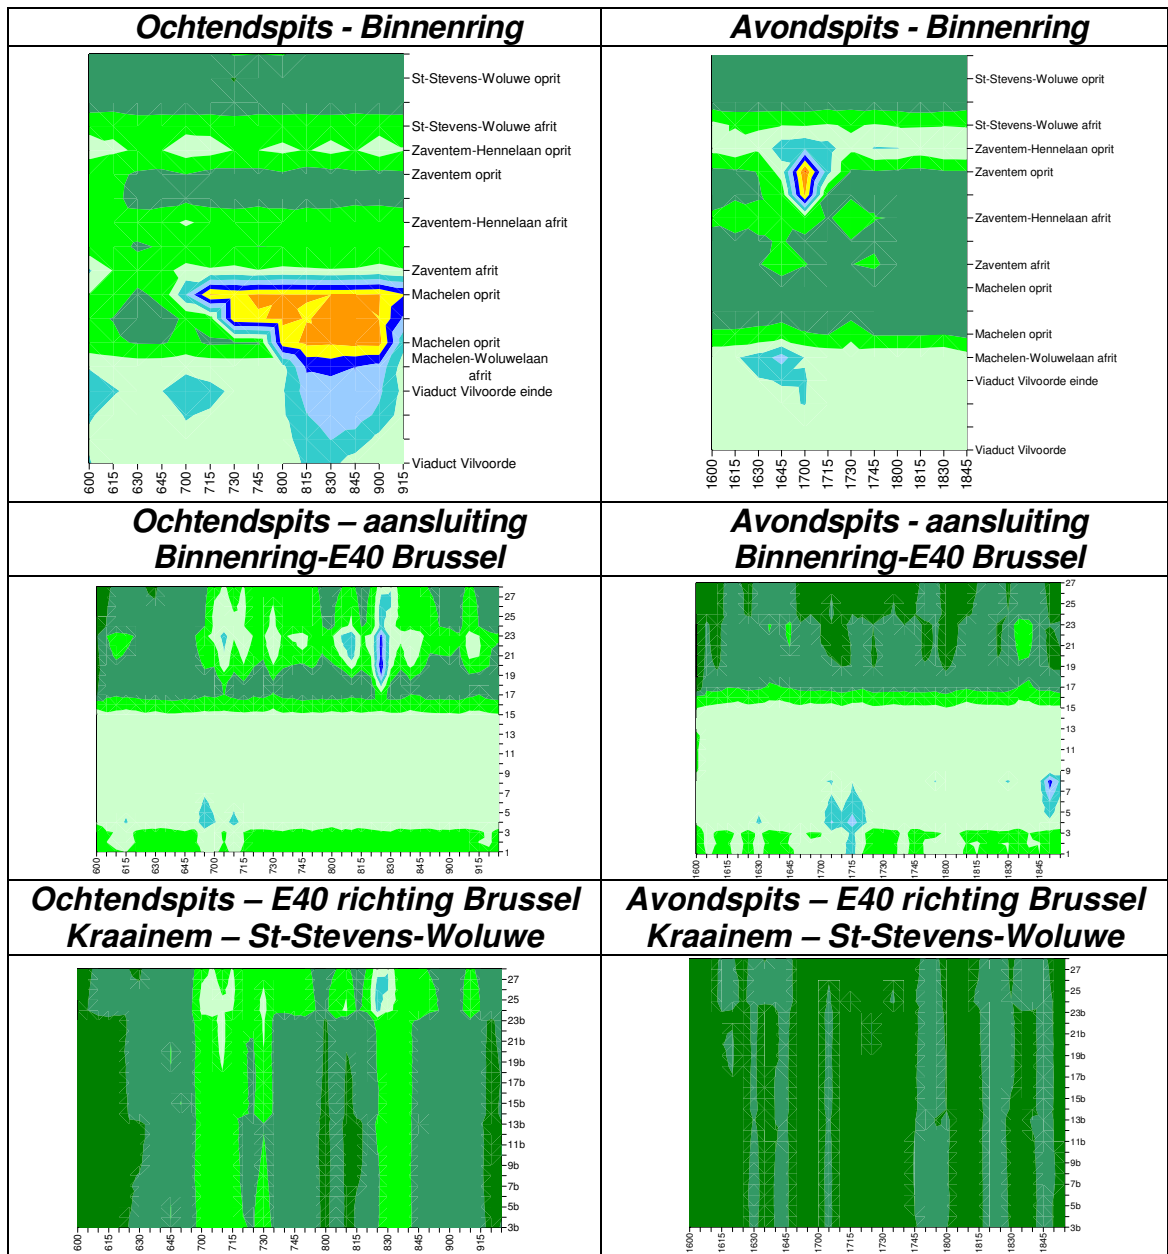 Ochtendspits - Binnenring
Avondspits - Binnenring
St-Stevens-Woluwe oprit
St-Stevens-Woluwe afrit
Zaventem-Hennelaan oprit
Zaventem oprit
Zaventem-Hennelaan afrit
Zaventem afrit
Machelen oprit
Machelen oprit
Machelen-Woluwelaan
afrit
Viaduct Vilvoorde einde
Viaduct Vilvoorde
600 615 630 645 700 715 730 745 800 815 830 845 900 915
St-Stevens-Woluwe oprit
St-Stevens-Woluwe afrit
Zaventem-Hennelaan oprit
Zaventem oprit
Zaventem-Hennelaan afrit
Zaventem afrit
Machelen oprit
Machelen oprit
Machelen-Woluwelaan afrit
Viaduct Vilvoorde einde
Viaduct Vilvoorde
1600 1615 1630 1645 1700 1715 1730 1745 1800 1815 1830 1845
Ochtendspits – aansluiting
Binnenring-E40 Brussel
Avondspits - aansluiting
Binnenring-E40 Brussel
27
25
23
21
19
17
15
13
11
9
7
5
3
1
600 615 630 645 700 715 730 745 800 815 830 845 900 915
27
25
23
21
19
17
15
13
11
9
7
5
3
1
1600 1615 1630 1645 1700 1715 1730 1745 1800 1815 1830 1845
Ochtendspits – E40 richting Brussel
Kraainem – St-Stevens-Woluwe
Avondspits – E40 richting Brussel
Kraainem – St-Stevens-Woluwe
27
25
23b
21b
19b
17b
15b
13b
11b
9b
7b
5b
3b
600 615 630 645 700 715 730 745 800 815 830 845 900 915
27
25
23b
21b
19b
17b
15b
13b
11b
9b
7b
5b
3b
1600 1615 1630 1645 1700 1715 1730 1745 1800 1815 1830 1845